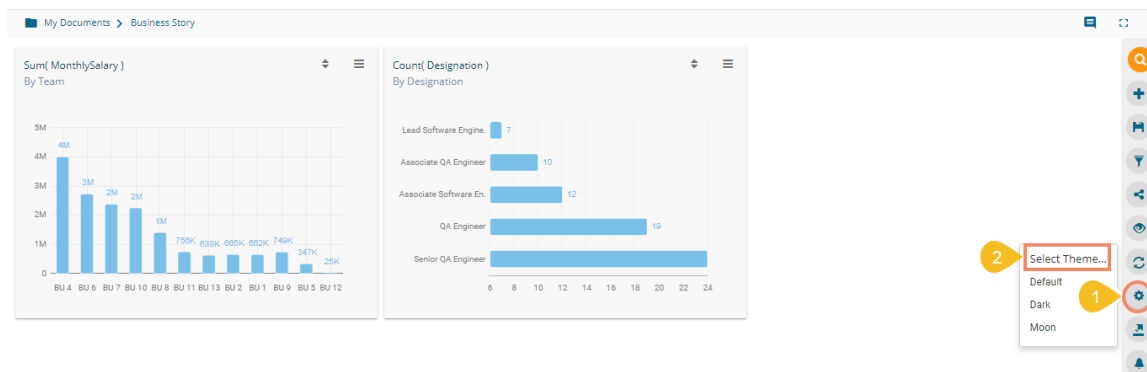 My Documents > Business Story
Sum( MonthlySalary )
By Team
5M
4M
3M
2M
1M
0
4M
3M
2M
2M
1M
756K
638K
665K
662K
749K
347K
25K
BU 4 BU 6 BU 7 BU 10 BU 8 BU 11 BU 13 BU 2 BU 1 BU 9 BU 5 BU 12
Count( Designation )
By Designation
Lead Software Engine. 7
Associate QA Engineer 10
Associate Software En. 12
QA Engineer 19
Senior QA Engineer
6 8 10 12 14 16 18 20 22 24
2
Select Theme...
Default
Dark
1
Moon